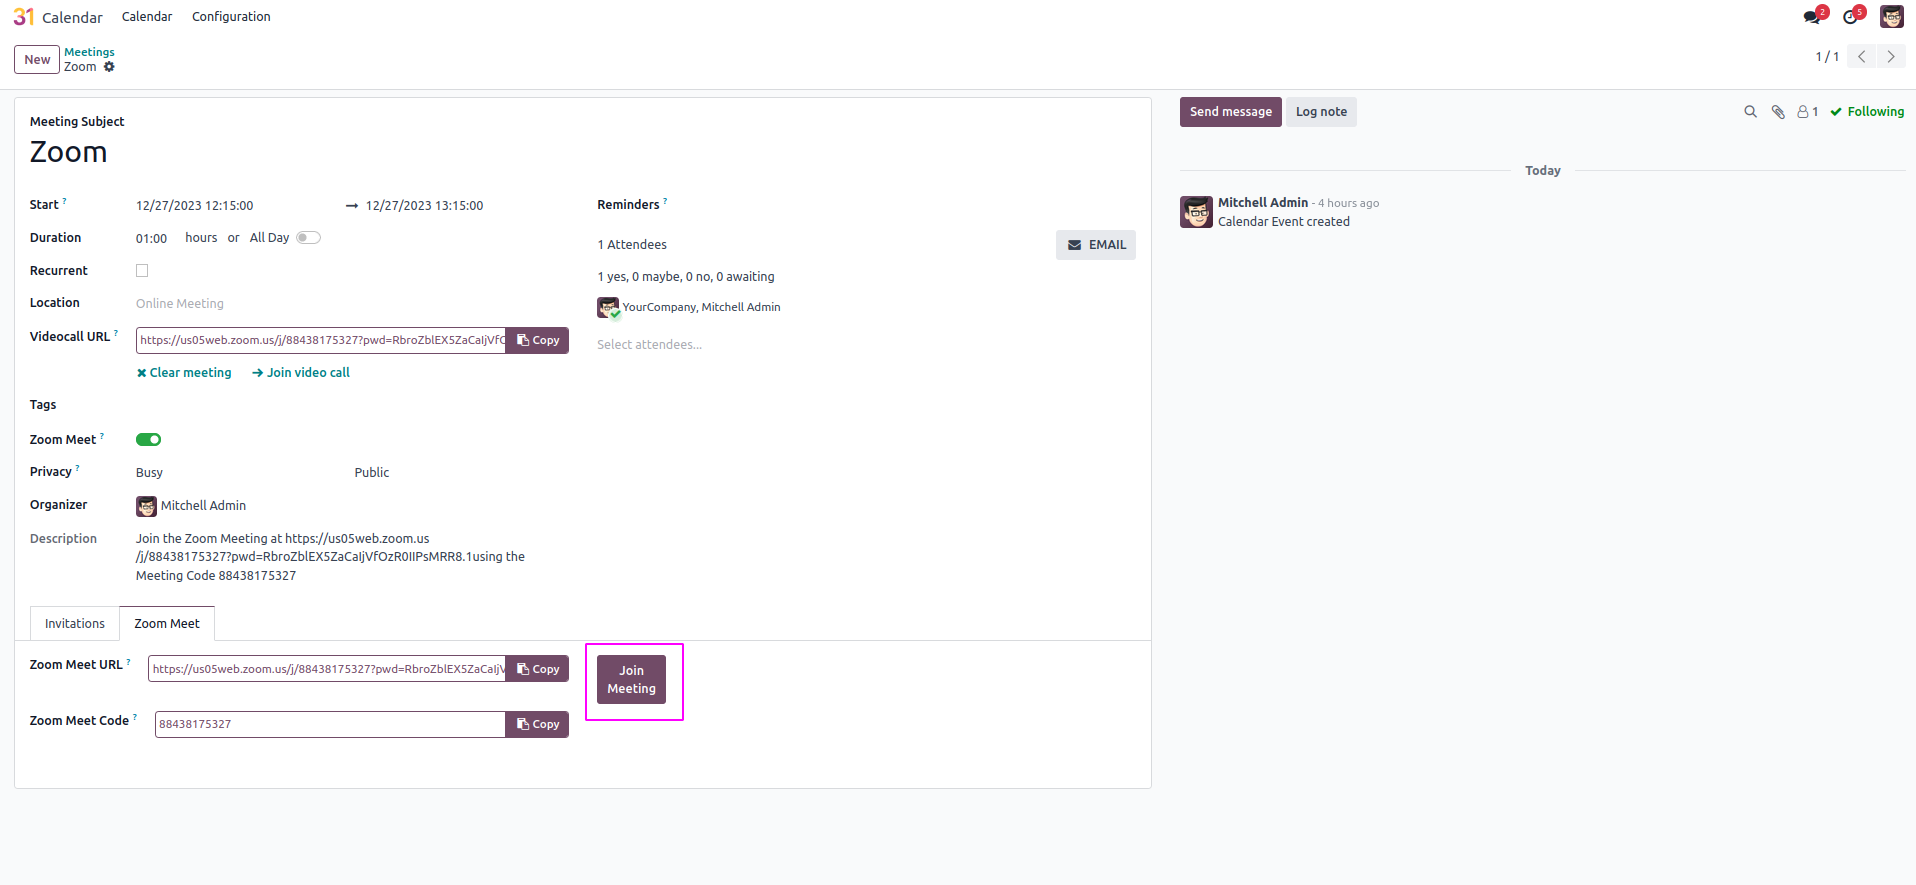 31 Calendar Calendar Configuration 2 5
New Meetings
Zoom
1 / 1
Meeting Subject
Zoom
Start ? 12/27/2023 12:15:00 → 12/27/2023 13:15:00
Duration 01:00 hours or All Day
Recurrent
Location Online Meeting
Videocall URL ? https://us05web.zoom.us/j/88438175327?pwd=RbroZblEX5ZaCaIjVfO Copy
Clear meeting → Join video call
Tags
Zoom Meet ?
Privacy ? Busy Public
Organizer Mitchell Admin
Description Join the Zoom Meeting at https://us05web.zoom.us
/j/88438175327?pwd=RbroZblEX5ZaCaIjVfOzR0IIPsMRR8.1using the
Meeting Code 88438175327
Reminders ?
1 Attendees EMAIL
1 yes, 0 maybe, 0 no, 0 awaiting
YourCompany, Mitchell Admin
Select attendees...
Invitations Zoom Meet
Zoom Meet URL ? https://us05web.zoom.us/j/88438175327?pwd=RbroZblEX5ZaCaIjV Copy
Zoom Meet Code ? 88438175327 Copy
Join
Meeting
Send message Log note 1 Following
Today
Mitchell Admin - 4 hours ago
Calendar Event created